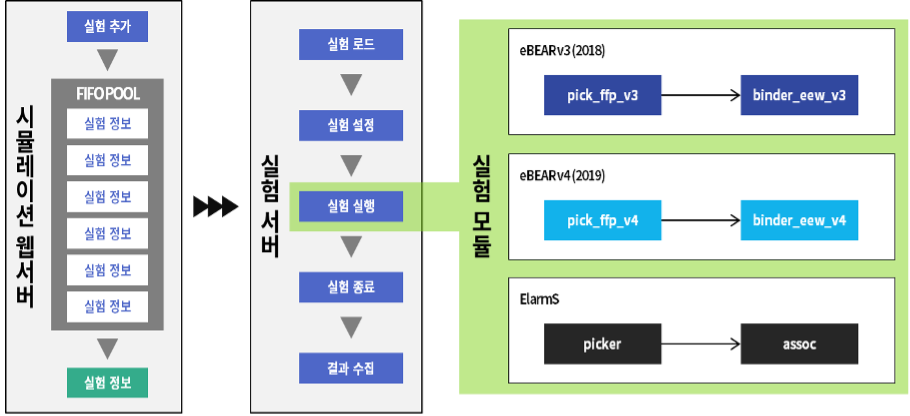 시뮬레이션 웹서버
실험 추가
FIFO POOL
실험 정보
실험 정보
실험 정보
실험 정보
실험 정보
실험 정보
실험 정보
실험 서버
실험 로드
실험 설정
실험 실행
실험 종료
결과 수집
실험 모듈
eBEARv3 (2018)
pick_ffp_v3
binder_eew_v3
eBEARv4 (2019)
pick_ffp_v4
binder_eew_v4
ElarmS
picker
assoc